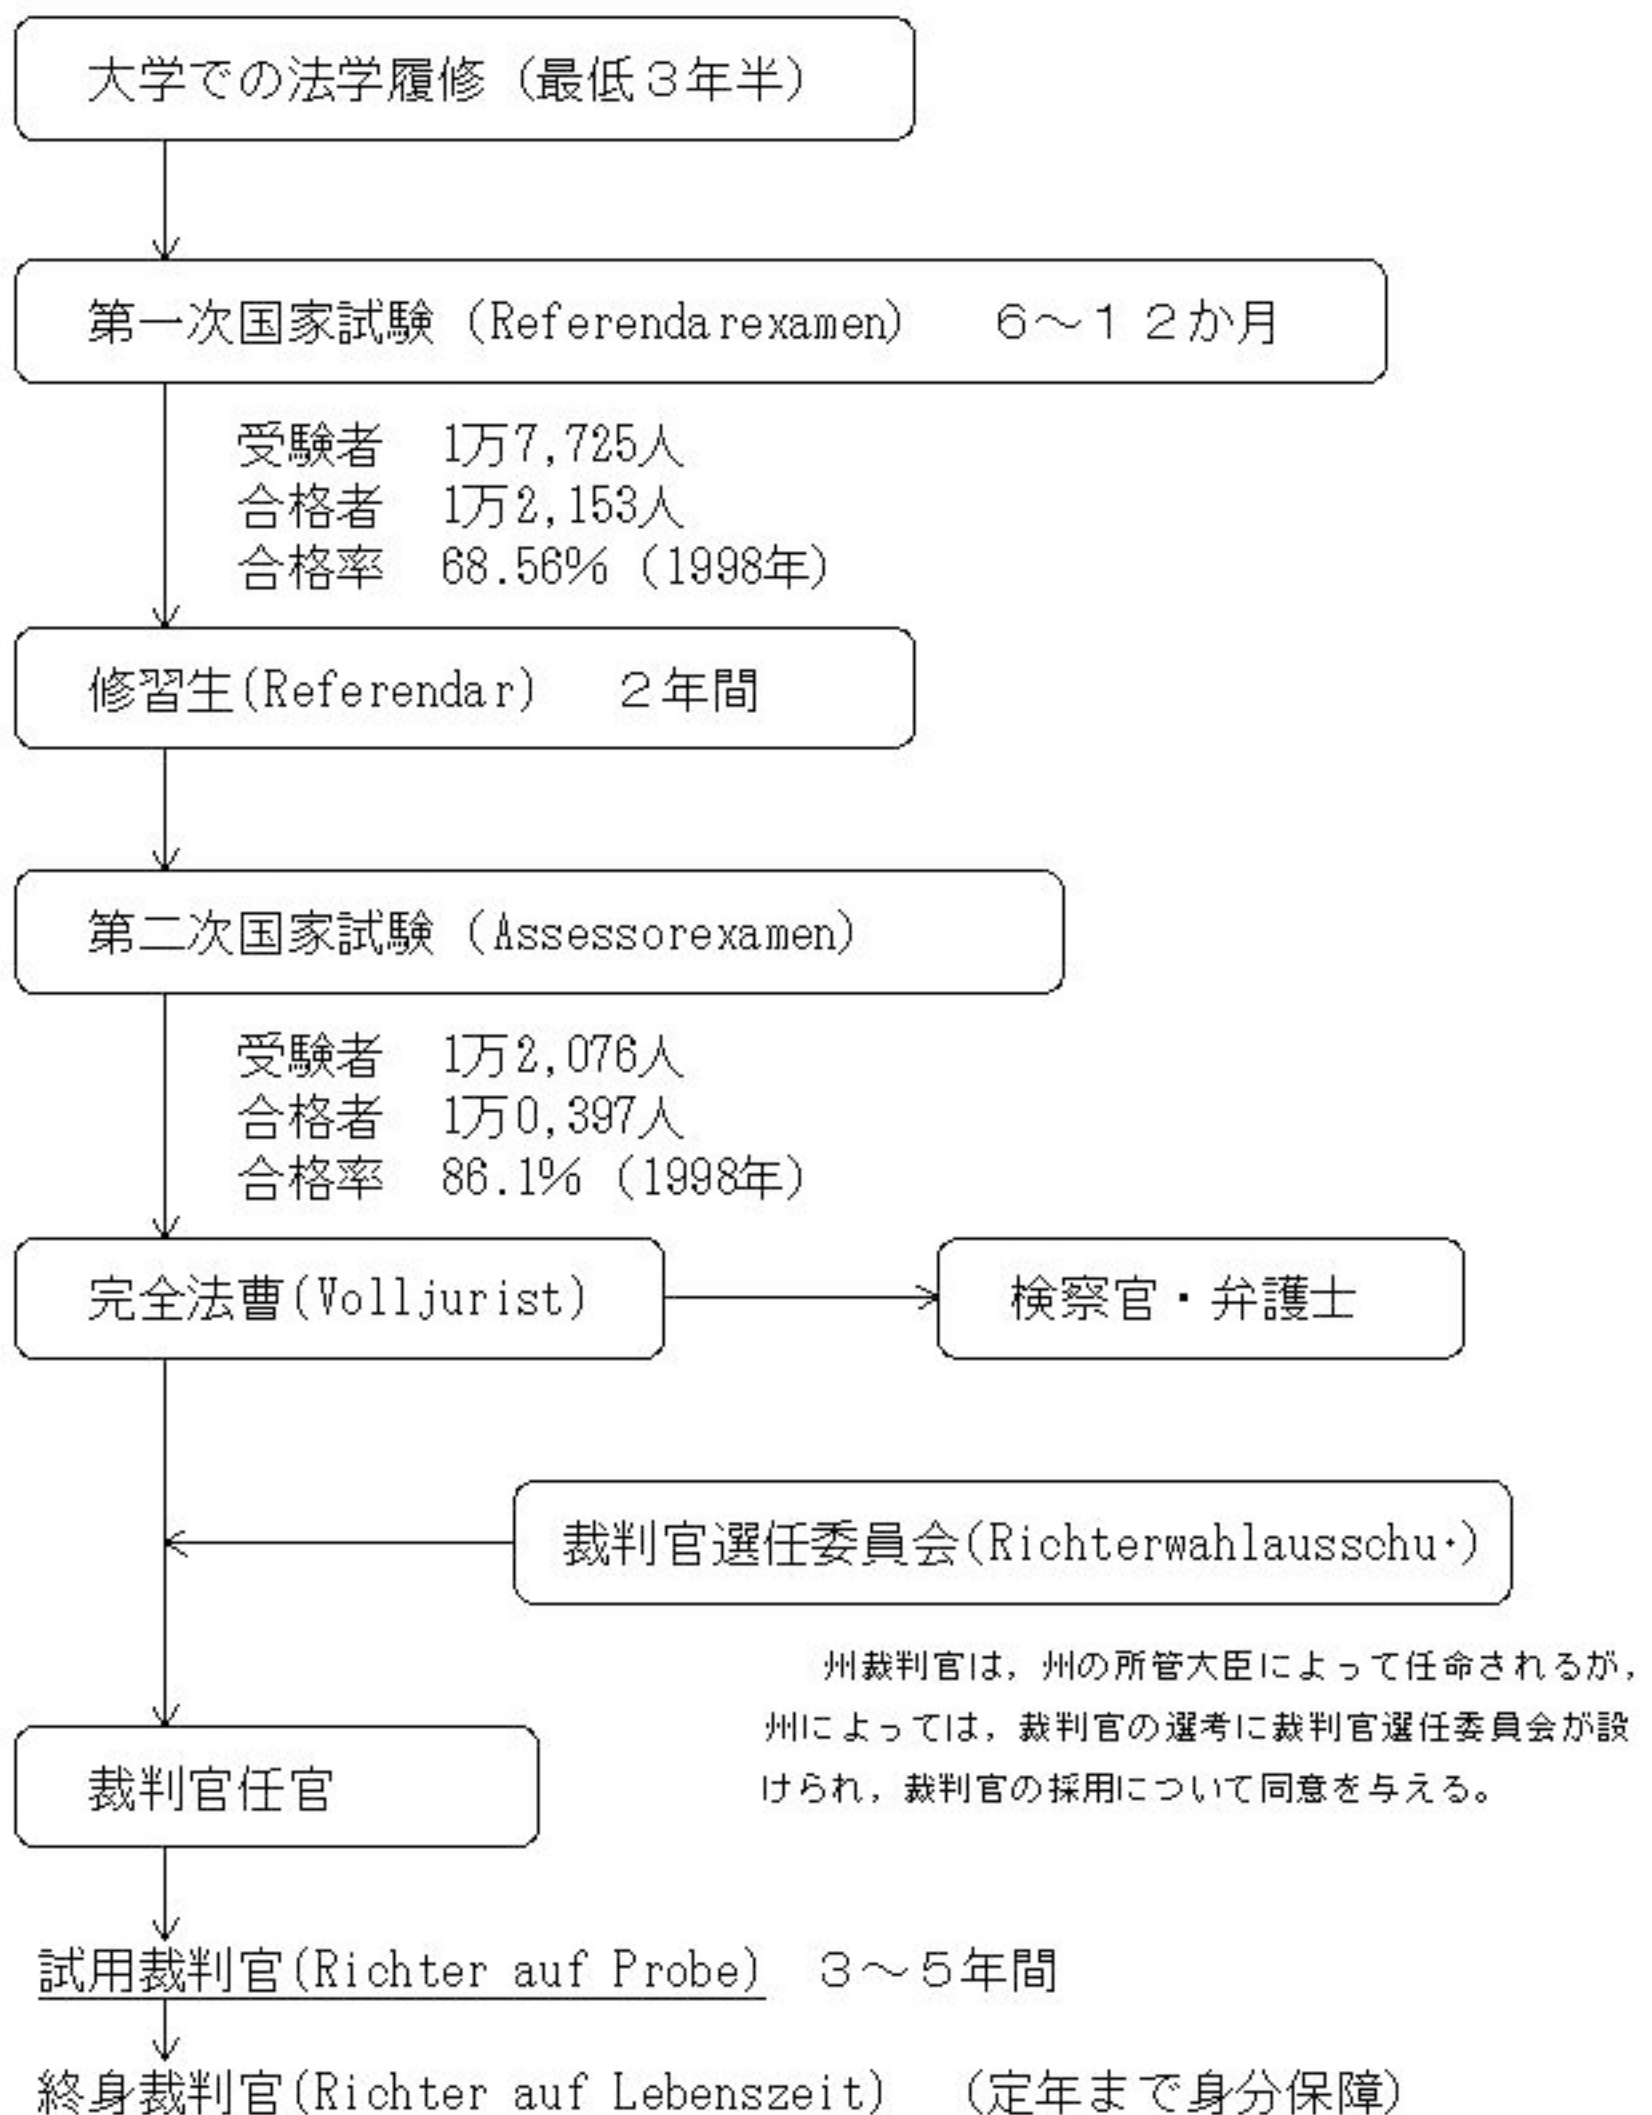 大学での法学履修（最低３年半）
第一次国家試験（Referendarexamen）　６～１２か月
受験者　1万7,725人
合格者　1万2,153人
合格率　68.56%（1998年）
修習生(Referendar)　２年間
第二次国家試験（Assessorexamen）
受験者　1万2,076人
合格者　1万0,397人
合格率　86.1%（1998年）
完全法曹(Volljurist)
検察官・弁護士
裁判官選任委員会(Richterwahlausschu･)
州裁判官は，州の所管大臣によって任命されるが，
州によっては，裁判官の選考に裁判官選任委員会が設
けられ，裁判官の採用について同意を与える。
裁判官任官
試用裁判官(Richter auf Probe)　３～５年間
終身裁判官(Richter auf Lebenszeit)　（定年まで身分保障）